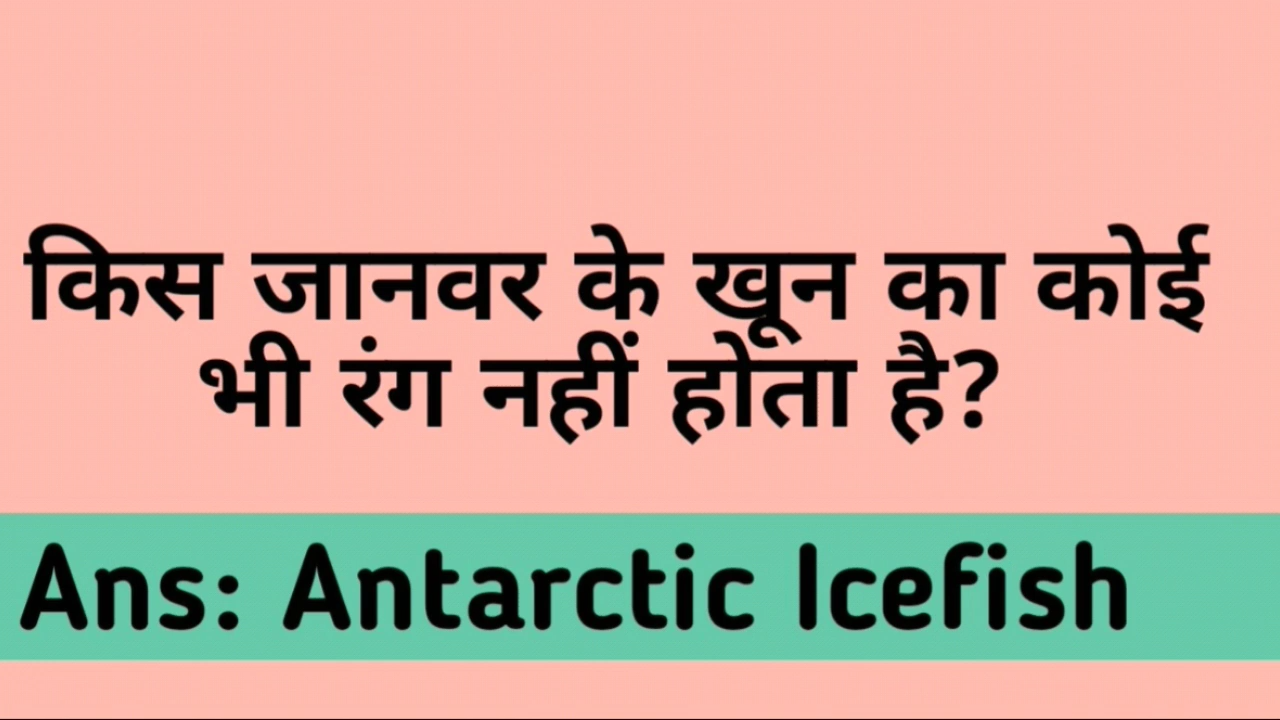 किस जानवर के खून का कोई
भी रंग नहीं होता है?
Ans: Antarctic Icefish